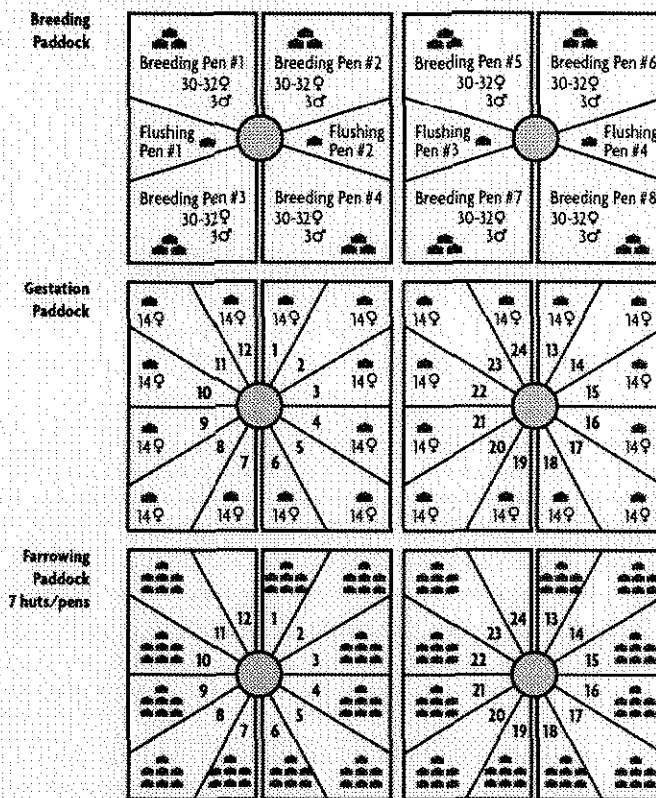 Breeding
Paddock
Breeding Pen #1
30-32♀
3♂
Breeding Pen #2
30-32♀
3♂
Breeding Pen #5
30-32♀
3♂
Breeding Pen #6
30-32♀
3♂
Flushing
Pen #1
Flushing
Pen #2
Flushing
Pen #3
Flushing
Pen #4
Breeding Pen #3
30-32♀
3♂
Breeding Pen #4
30-32♀
3♂
Breeding Pen #7
30-32♀
3♂
Breeding Pen #8
30-32♀
3♂
Gestation
Paddock
14♀ 14♀ 14♀ 14♀ 14♀ 14♀ 14♀ 14♀
12 1 24 13
11 2 23 14
14♀ 14♀ 14♀ 14♀
10 3 22 15
9 4 21 16
14♀ 14♀ 14♀ 14♀
8 5 20 17
7 6 19 18
14♀ 14♀ 14♀ 14♀ 14♀ 14♀ 14♀ 14♀
Farrowing
Paddock
7 huts/pens
12 1 24 13
11 2 23 14
10 3 22 15
9 4 21 16
8 5 20 17
7 6 19 18